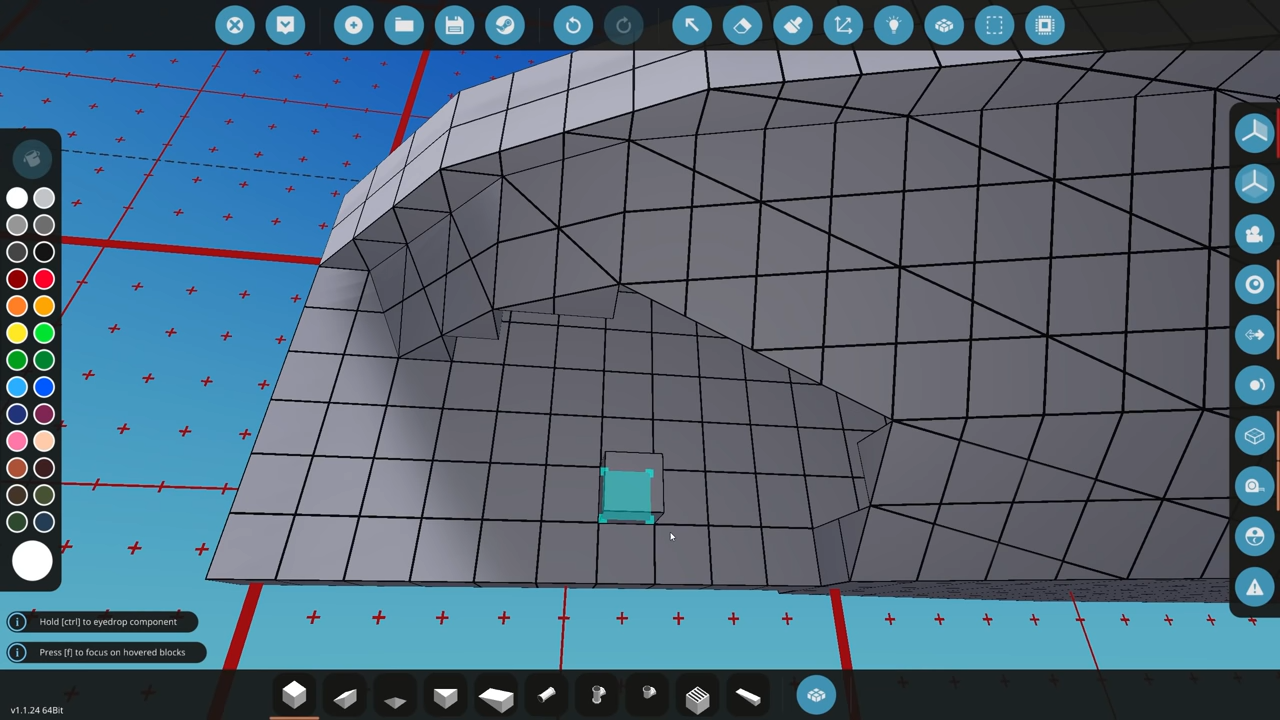 Hold [ctrl] to eyedrop component
Press [f] to focus on hovered blocks
v1.1.24 64Bit